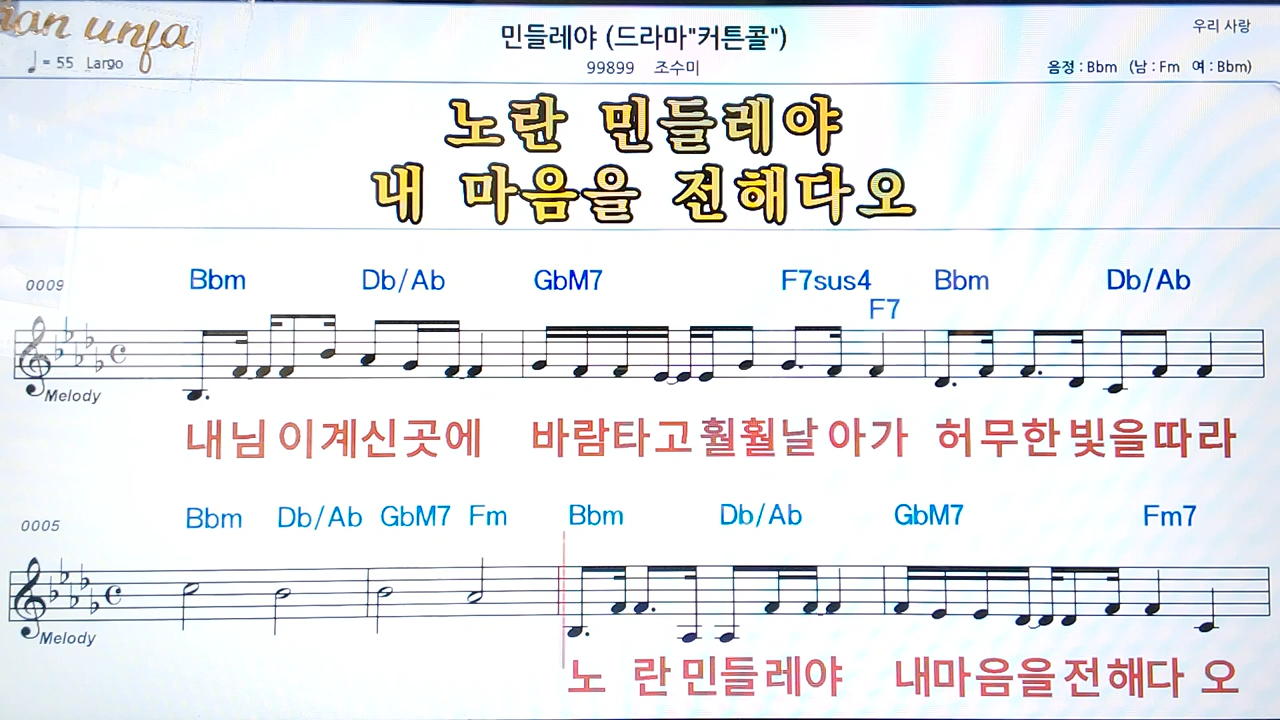 unja
민들레야 (드라마"커튼콜")
우리 사랑
♩ = 55 Largo
99899 조수미
음정 : Bbm (남 : Fm 여 : Bbm)
노란 민들레야
내 마음을 전해다오
0009
Bbm Db/Ab GbM7 F7sus4 F7 Bbm Db/Ab
Melody
내님이계신곳에 바람타고훨훨날아가 허무한빛을따라
0005
Bbm Db/Ab GbM7 Fm Bbm Db/Ab GbM7 Fm7
Melody
노란민들레야 내마음을전해다오